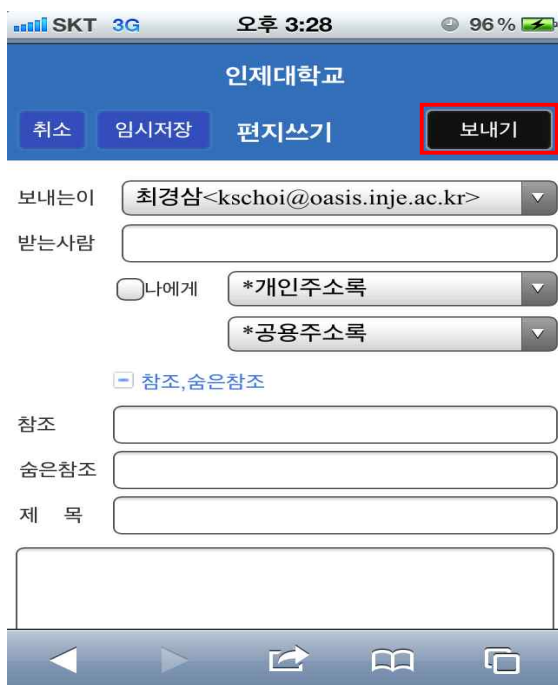 SKT 3G 오후 3:28 96%
인제대학교
취소 임시저장 편지쓰기 보내기
보내는이 최경삼<kschoi@oasis.inje.ac.kr>
받는사람
나에게 *개인주소록
*공용주소록
참조,숨은참조
참조
숨은참조
제 목